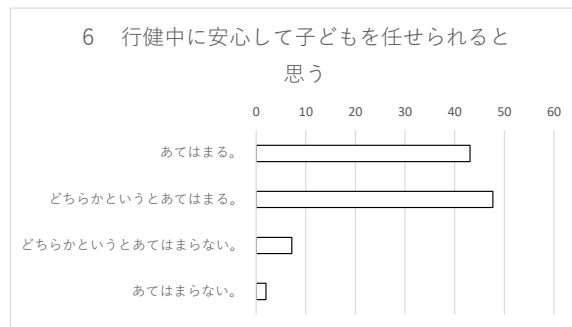 6　行健中に安心して子どもを任せられると
思う
0 10 20 30 40 50 60
あてはまる。
どちらかというとあてはまる。
どちらかというとあてはまらない。
あてはまらない。